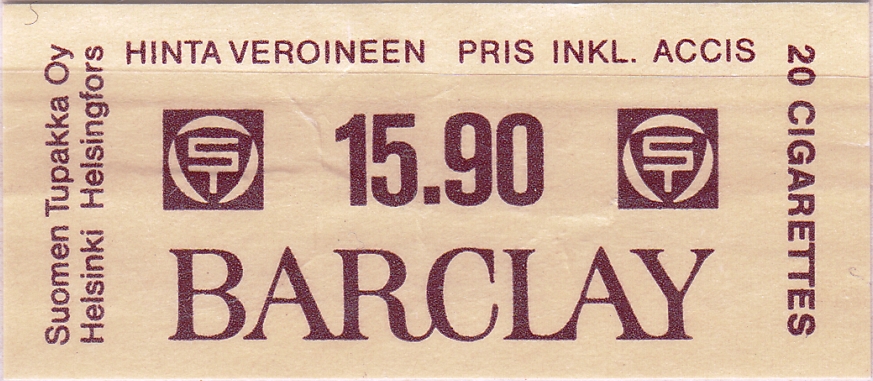 Suomen Tupakka Oy
Helsinki Helsingfors
HINTA VEROINEEN PRIS INKL. ACCIS
ST 15.90 ST
BARCLAY
20 CIGARETTES